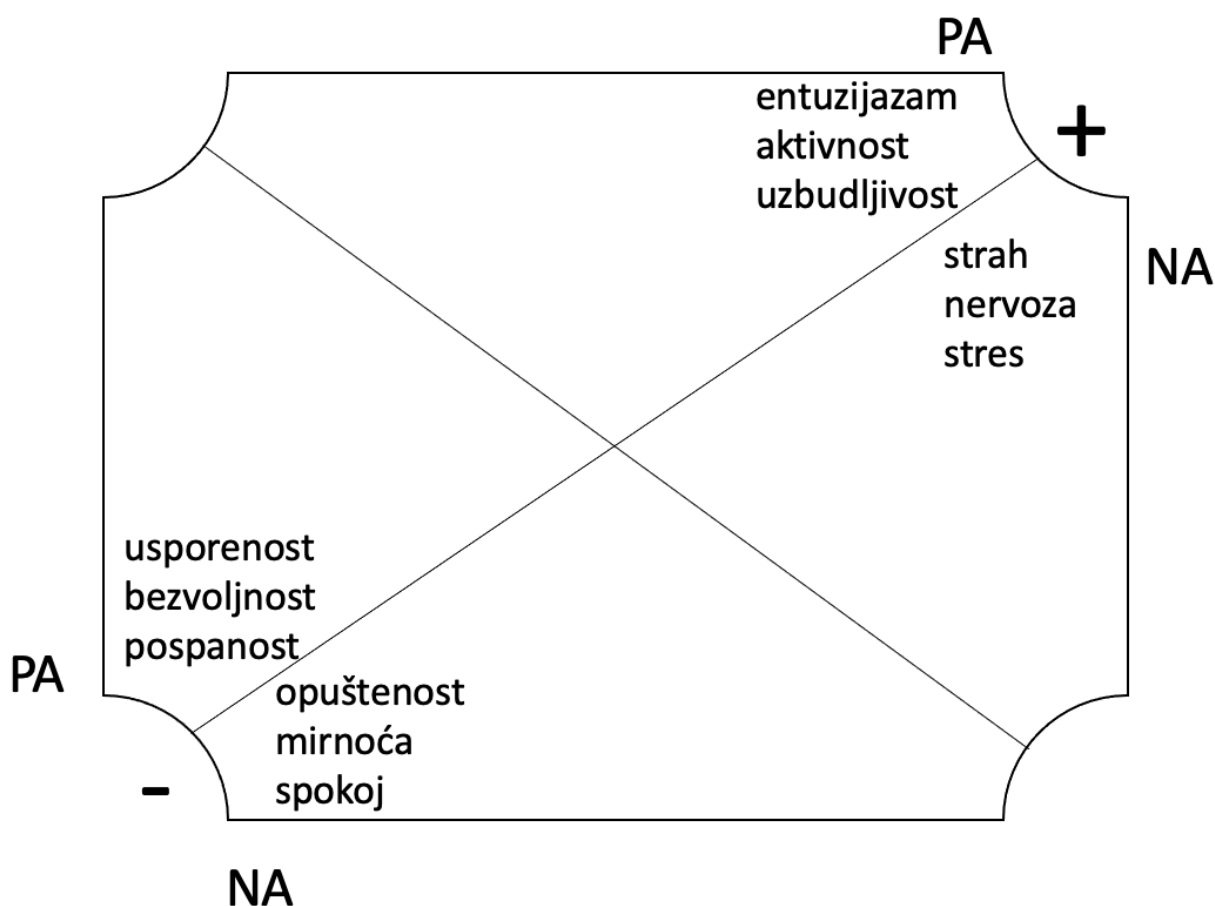 PA
entuzijazam
aktivnost
uzbudljivost
+
strah
nervoza
stres
NA
usporenost
bezvoljnost
pospanost
PA
opuštenost
mirnoća
spokoj
-
NA